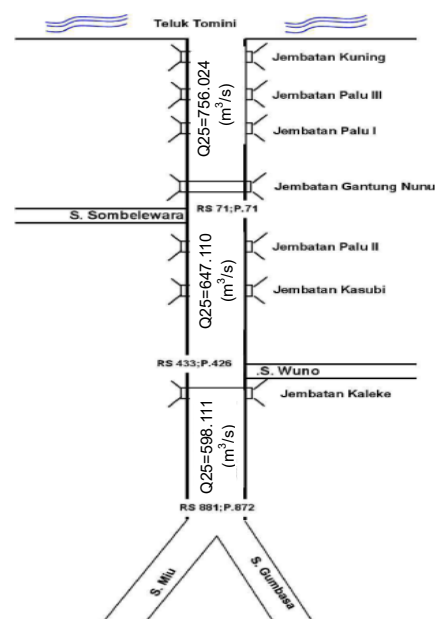 Teluk Tomini
Jembatan Kuning
Jembatan Palu III
Q25=756.024
(m³/s)
Jembatan Palu I
Jembatan Gantung Nunu
RS 71;P.71
S. Sombelewara
Jembatan Palu II
Q25=647.110
(m³/s)
Jembatan Kasubi
RS 433;P.426
.S. Wuno
Jembatan Kaleke
Q25=598.111
(m³/s)
RS 881;P.872
S. Miu
S. Gumbasa